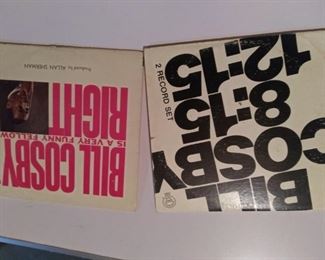 BILL COSBY
IS A VERY FUNNY FELLOW
RIGHT
Produced by ALLAN SHERMAN
BILL
COSBY
8:15
12:15
2 RECORD SET